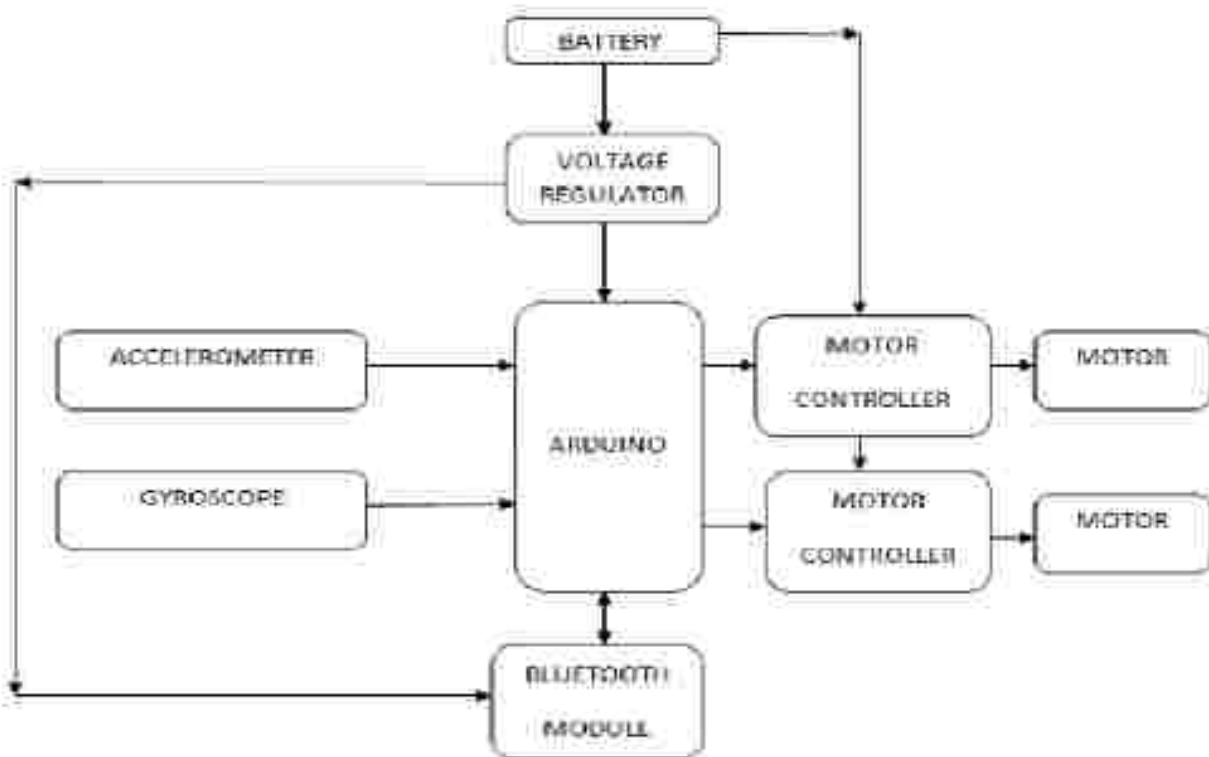 BATTERY
VOLTAGE
REGULATOR
ACCELEROMETER
GYROSCOPE
ARDUINO
MOTOR
CONTROLLER
MOTOR
MOTOR
CONTROLLER
MOTOR
BLUETOOTH
MODULE